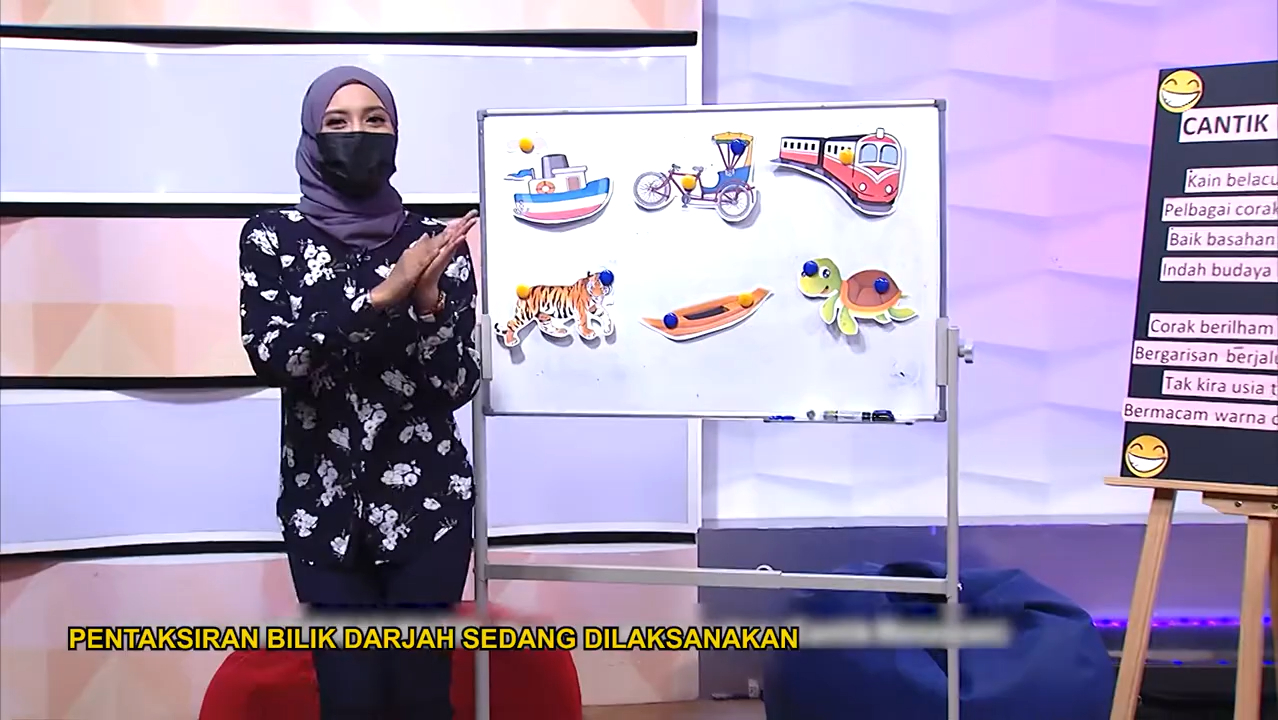 CANTIK
Kain belacu
Pelbagai corak
Baik basahan
Indah budaya
Corak berilham
Bergarisan berjalu
Tak kira usia t
Bermacam warna d
PENTAKSIRAN BILIK DARJAH SEDANG DILAKSANAKAN